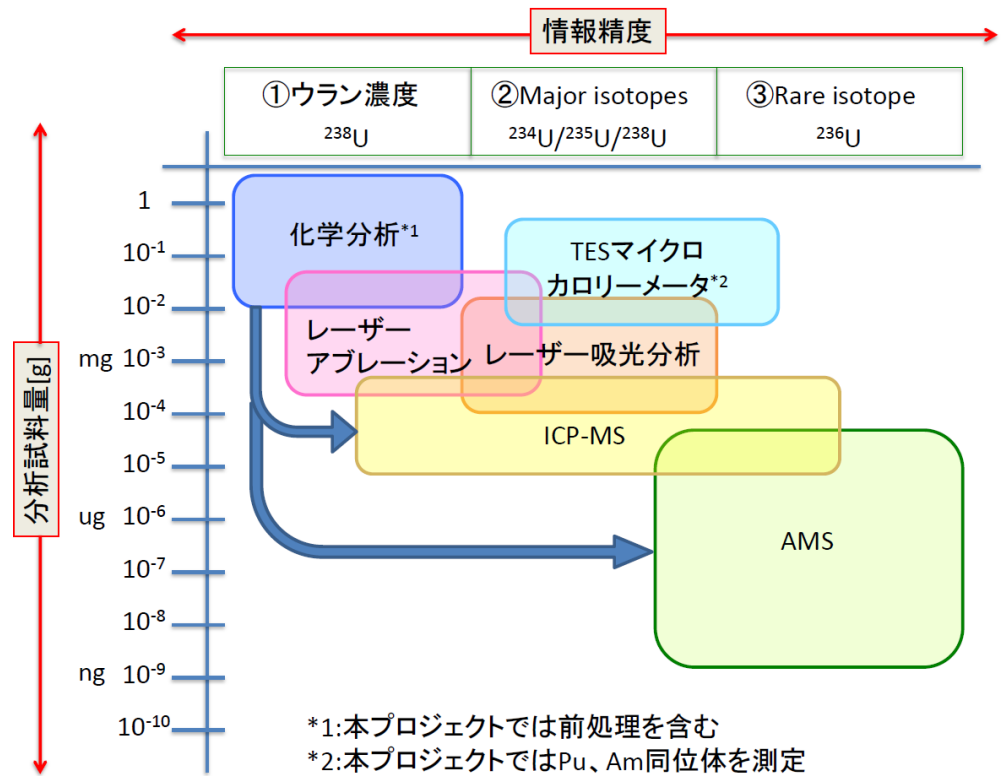 情報精度
①ウラン濃度
²³⁸U
②Major isotopes
²³⁴U/²³⁵U/²³⁸U
③Rare isotope
²³⁶U
分析試料量[g]
1
10⁻¹
10⁻²
mg 10⁻³
10⁻⁴
10⁻⁵
ug 10⁻⁶
10⁻⁷
10⁻⁸
ng 10⁻⁹
10⁻¹⁰
化学分析*1
TESマイクロ
カロリーメータ*2
レーザー
アブレーション
レーザー吸光分析
ICP-MS
AMS
*1:本プロジェクトでは前処理を含む
*2:本プロジェクトではPu、Am同位体を測定